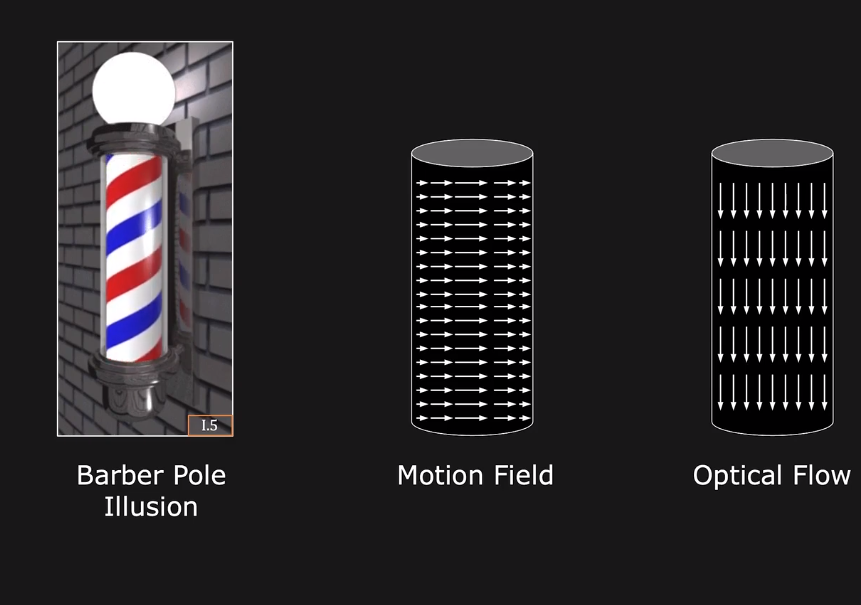 I.5
Barber Pole
Illusion
Motion Field
Optical Flow